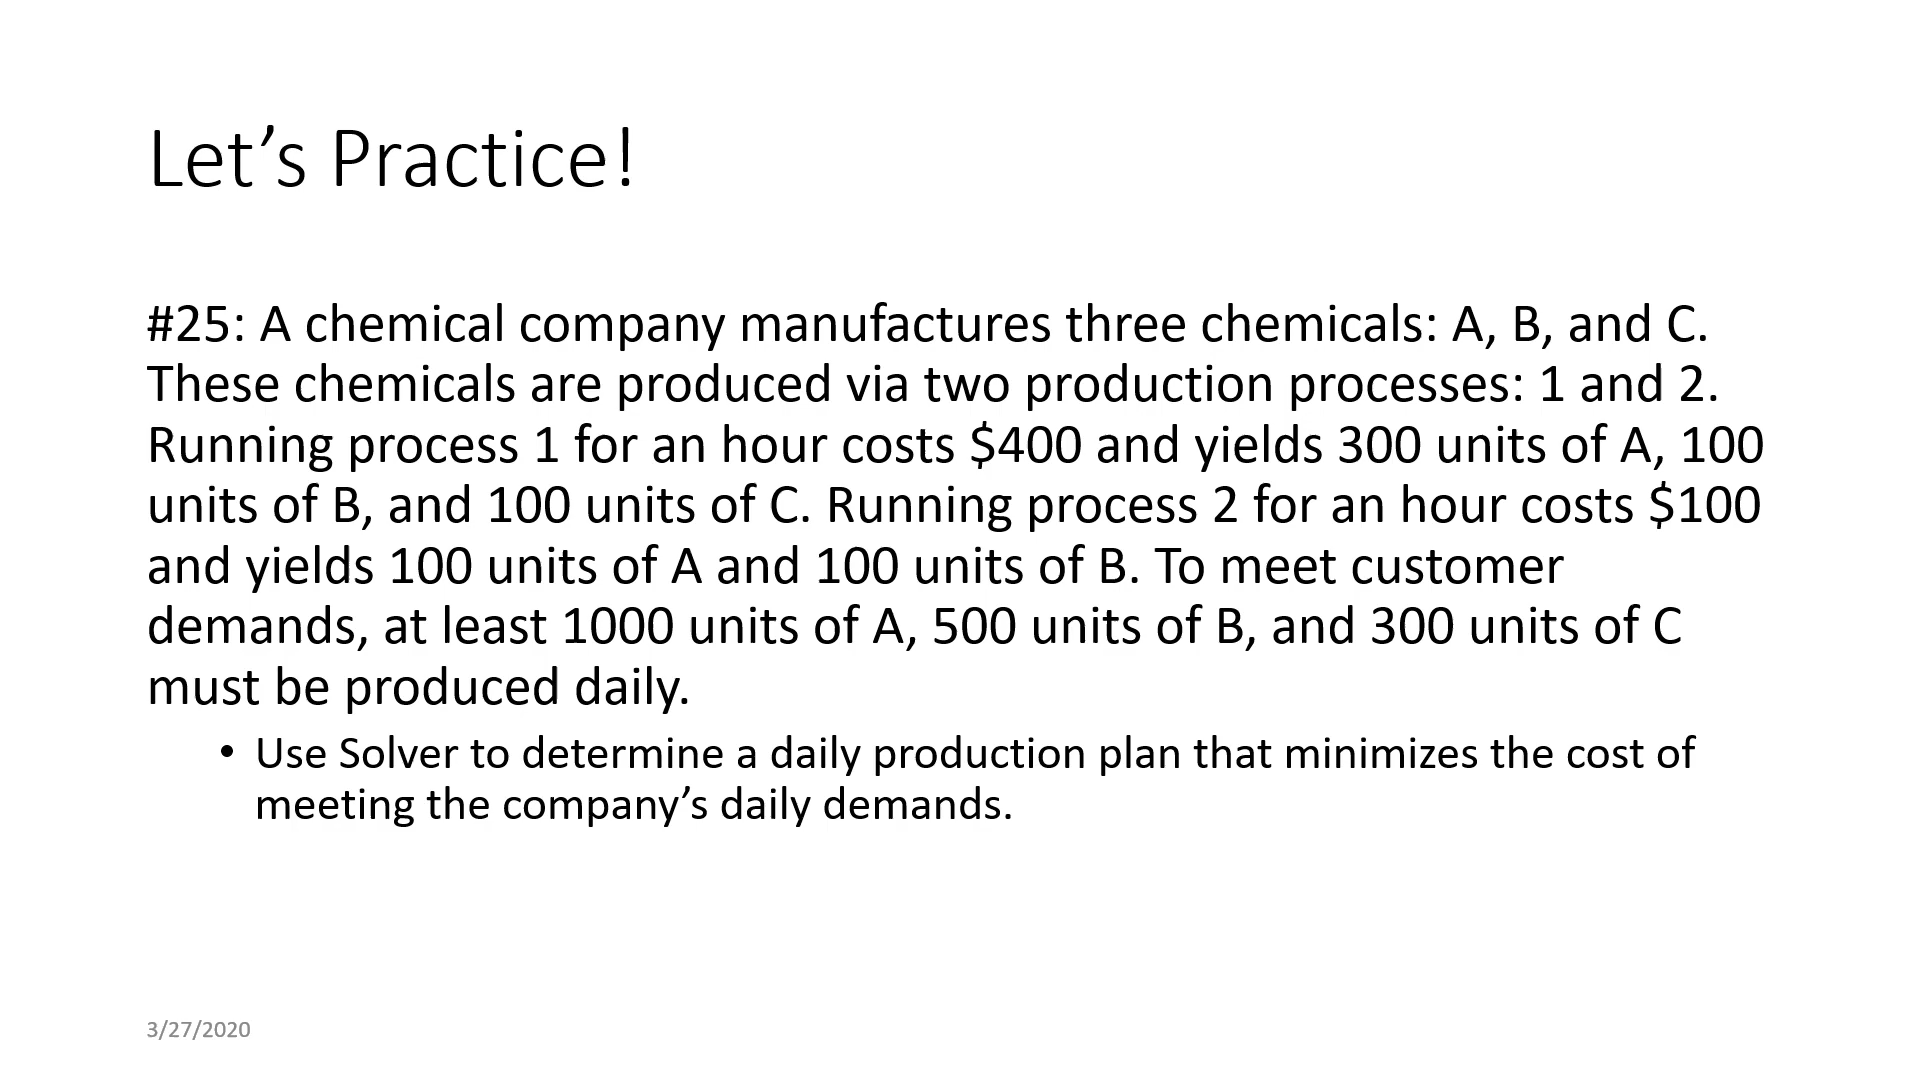 Let’s Practice!
#25: A chemical company manufactures three chemicals: A, B, and C.
These chemicals are produced via two production processes: 1 and 2.
Running process 1 for an hour costs $400 and yields 300 units of A, 100
units of B, and 100 units of C. Running process 2 for an hour costs $100
and yields 100 units of A and 100 units of B. To meet customer
demands, at least 1000 units of A, 500 units of B, and 300 units of C
must be produced daily.
• Use Solver to determine a daily production plan that minimizes the cost of
meeting the company’s daily demands.
3/27/2020